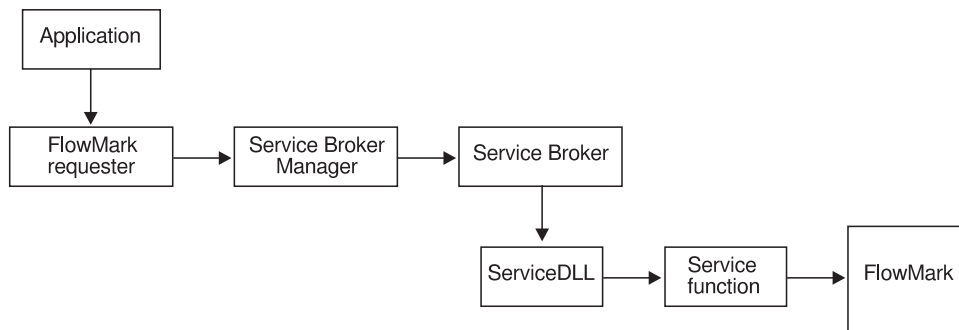 Application
FlowMark
requester
Service Broker
Manager
Service Broker
ServiceDLL
Service
function
FlowMark